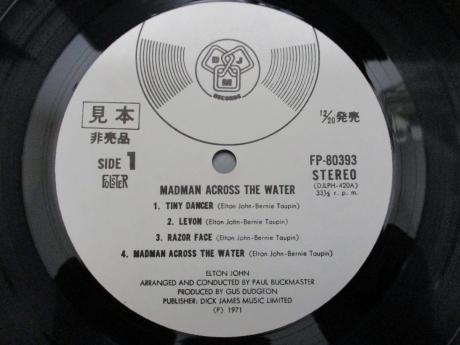 DJM
RECORDS
見本
非売品
12/20発売
SIDE 1
FP-80393
POLSTER
STEREO
(DJLPH-420A)
33⅓ r. p. m.
MADMAN ACROSS THE WATER
1. TINY DANCER (Elton John-Bernie Taupin)
2. LEVON (Elton John-Bernie Taupin)
3. RAZOR FACE (Elton John-Bernie Taupin)
4. MADMAN ACROSS THE WATER (Elton John-Bernie Taupin)
ELTON JOHN
ARRANGED AND CONDUCTED BY PAUL BUCKMASTER
PRODUCED BY GUS DUDGEON
PUBLISHER: DICK JAMES MUSIC LIMITED
(P) 1971